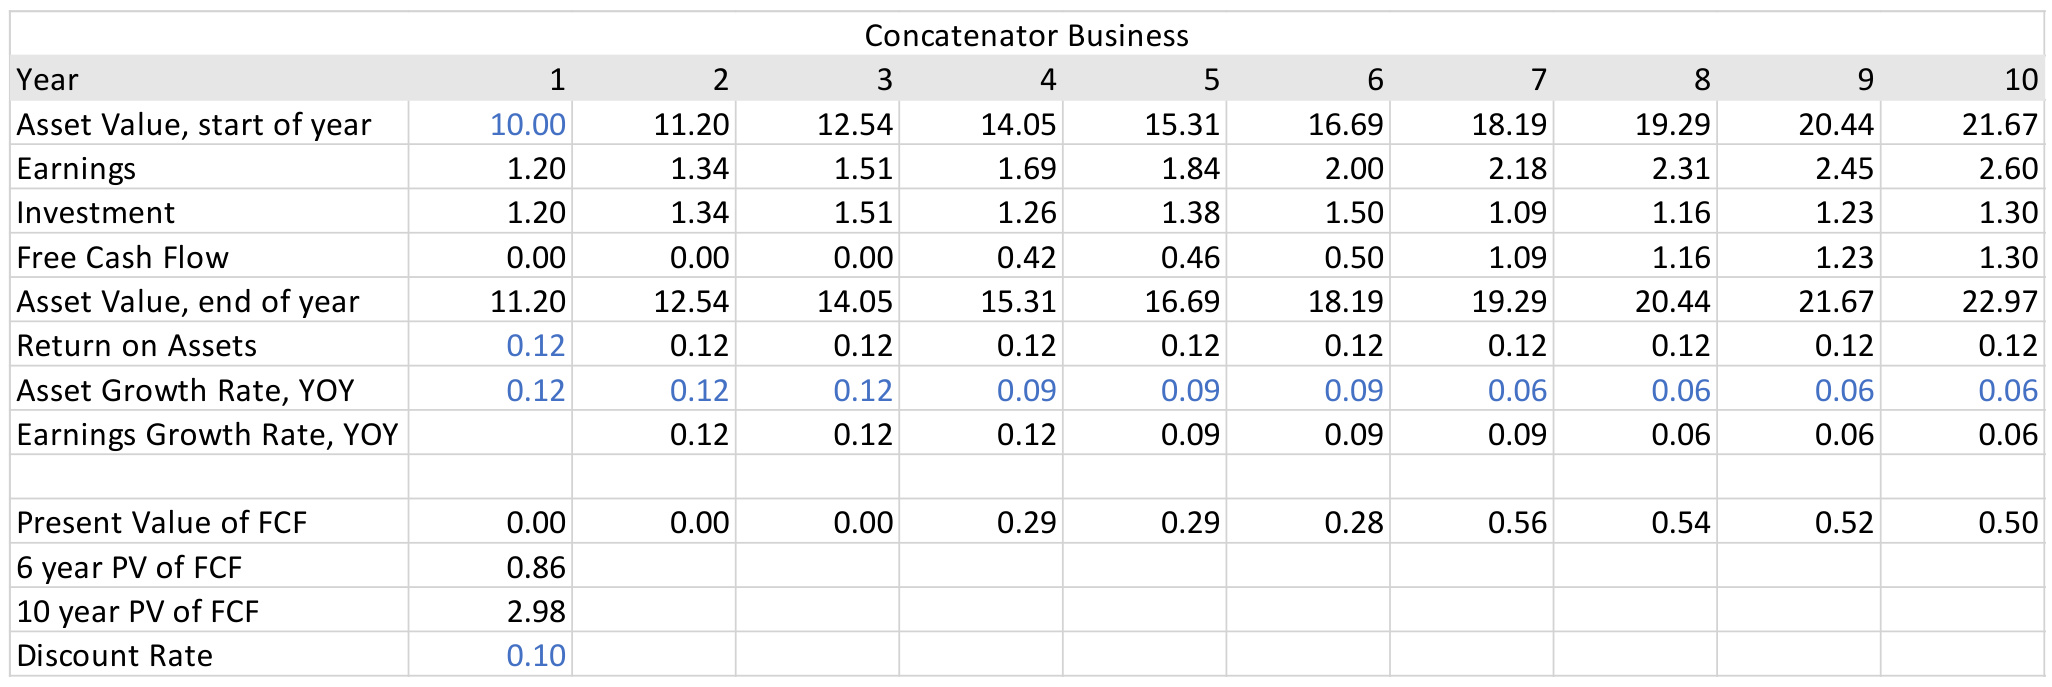 Concatenator Business
Year 1 2 3 4 5 6 7 8 9 10
Asset Value, start of year 10.00 11.20 12.54 14.05 15.31 16.69 18.19 19.29 20.44 21.67
Earnings 1.20 1.34 1.51 1.69 1.84 2.00 2.18 2.31 2.45 2.60
Investment 1.20 1.34 1.51 1.26 1.38 1.50 1.09 1.16 1.23 1.30
Free Cash Flow 0.00 0.00 0.00 0.42 0.46 0.50 1.09 1.16 1.23 1.30
Asset Value, end of year 11.20 12.54 14.05 15.31 16.69 18.19 19.29 20.44 21.67 22.97
Return on Assets 0.12 0.12 0.12 0.12 0.12 0.12 0.12 0.12 0.12 0.12
Asset Growth Rate, YOY 0.12 0.12 0.12 0.09 0.09 0.09 0.06 0.06 0.06 0.06
Earnings Growth Rate, YOY 0.12 0.12 0.12 0.09 0.09 0.09 0.06 0.06 0.06
Present Value of FCF 0.00 0.00 0.00 0.29 0.29 0.28 0.56 0.54 0.52 0.50
6 year PV of FCF 0.86
10 year PV of FCF 2.98
Discount Rate 0.10